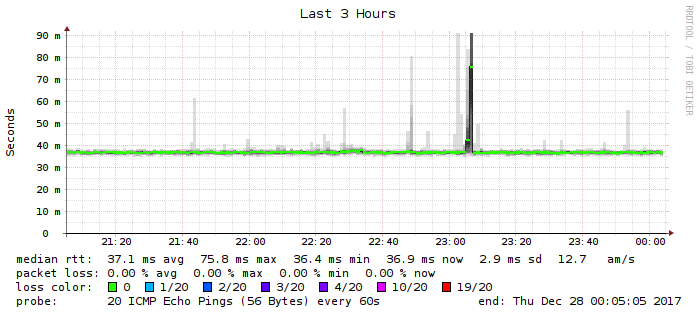 Last 3 Hours
RRDTOOL / TOBI OETIKER
Seconds
90 m
80 m
70 m
60 m
50 m
40 m
30 m
20 m
10 m
0
21:20 21:40 22:00 22:20 22:40 23:00 23:20 23:40 00:00
median rtt: 37.1 ms avg 75.8 ms max 36.4 ms min 36.9 ms now 2.9 ms sd 12.7 am/s
packet loss: 0.00 % avg 0.00 % max 0.00 % min 0.00 % now
loss color: 0 1/20 2/20 3/20 4/20 10/20 19/20
probe: 20 ICMP Echo Pings (56 Bytes) every 60s end: Thu Dec 28 00:05:05 2017